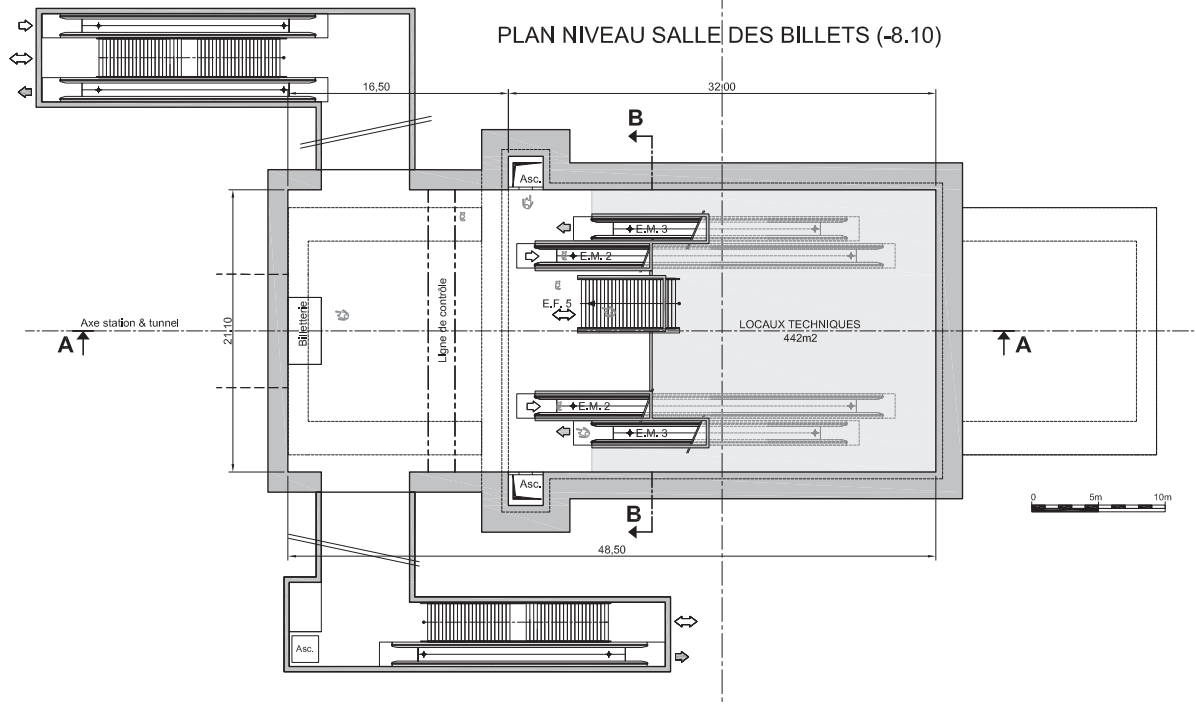 PLAN NIVEAU SALLE DES BILLETS (-8.10)
16,50
32.00
B
Asc.
E.M. 3
E.M. 2
E.F. 5
Axe station & tunnel
A
21,10
Billetterie
Ligne de contrôle
LOCAUX TECHNIQUES
442m2
A
E.M. 2
E.M. 3
Asc.
B
0 5m 10m
48,50
Asc.